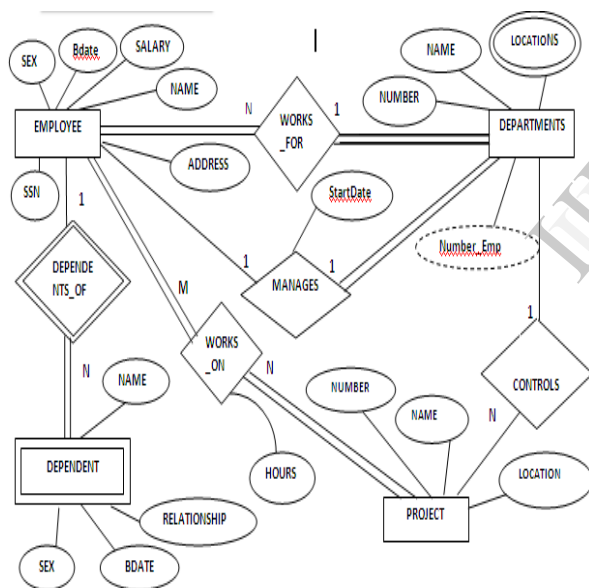 Bdate
SALARY
SEX
NAME
NAME
LOCATIONS
NUMBER
N
1
EMPLOYEE
WORKS
_FOR
DEPARTMENTS
ADDRESS
SSN
StartDate
1
Number_Emp
DEPENDE
NTS_OF
1
1
MANAGES
M
1
WORKS
_ON
N
N
NAME
NUMBER
CONTROLS
NAME
N
DEPENDENT
HOURS
LOCATION
RELATIONSHIP
PROJECT
SEX
BDATE